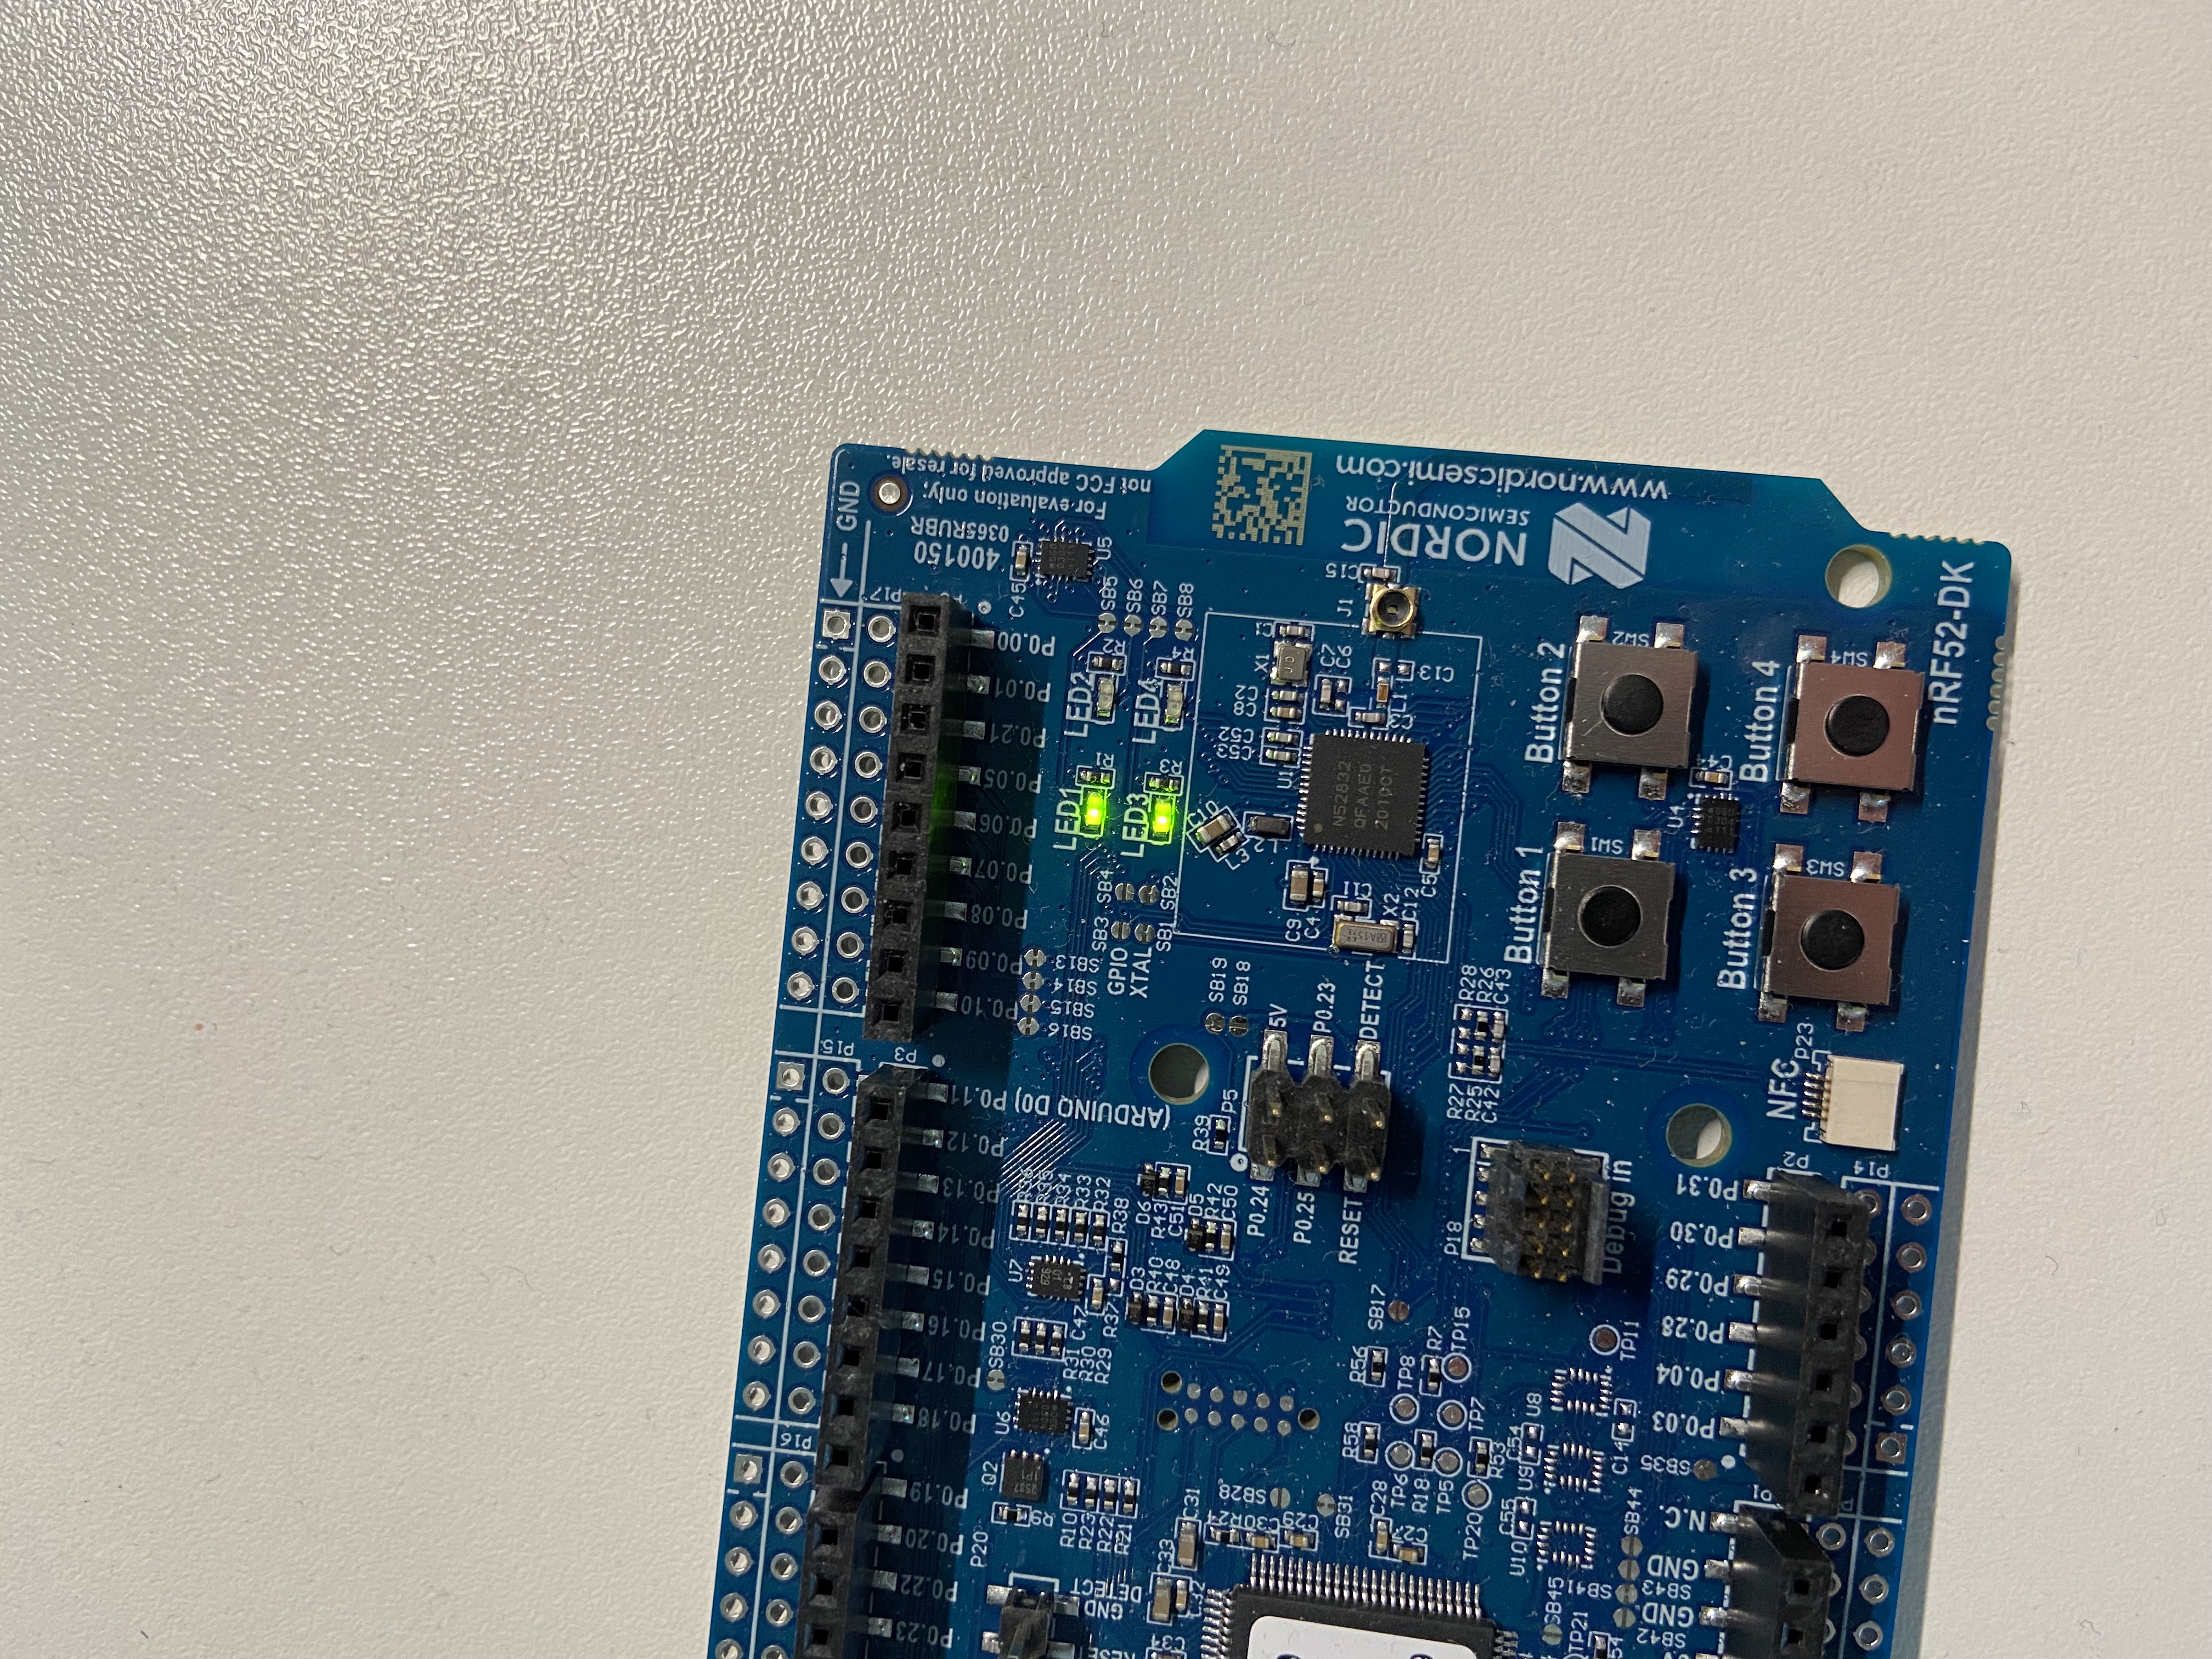 P16
P15
P17
GND
P3
P0.23
P0.22
P0.20
P0.19
P0.18
P0.17
P0.16
P0.15
P0.14
P0.13
P0.12
P0.11
(ARDUINO D0)
P0.10
P0.09
P0.08
P0.07
P0.06
P0.05
P0.21
P0.01
P0.00
400150
0365RUBR
For evaluation only;
not FCC approved for resale.
P20
Q2
U6
SB30
U7
R9
C45
U5
GND
DETECT
R10
R23
R22
R21
C46
R31
R30
R29
C47
R37
R38
R34
R33
R32
SB16
SB15
SB14
SB13
LED1
R1
LED2
R2
SB5
SB6
SB7
SB8
SB3
SB4
GPIO
XTAL
SB1
SB2
LED3
R3
LED4
R4
C33
C31
D3
R40
C48
D4
R41
C49
D6
R43
C51
D5
R42
C50
R39
P5
SB19
SB18
R24
C30
C29
SB28
SB31
P0.24
5V
P0.25
P0.23
RESET
DETECT
L2
U1
C53
C52
C8
C2
X1
C1
C9
C4
C11
X2
C12
C5
N52832
QFAAE0
2010CT
C7
C6
C3
L1
C13
J1
C15
NORDIC
SEMICONDUCTOR
www.nordicsemi.com
R58
R56
C28
C27
TP6
TP8
SB17
R18
R7
TP5
TP7
TP15
TP20
R53
P18
1
R27
R25
C42
R28
R26
C43
Debug in
U10
C55
U9
C54
U8
SB45
TP21
SB41
C14
TP11
SB44
SB42
GND
SB43
GND
N.C.
SB35
P0.03
P0.04
P0.28
P0.29
P0.30
P0.31
P1
P2
P14
Button 1
SW1
Button 2
SW2
U4
Button 3
SW3
Button 4
SW4
NFC
P23
nRF52-DK